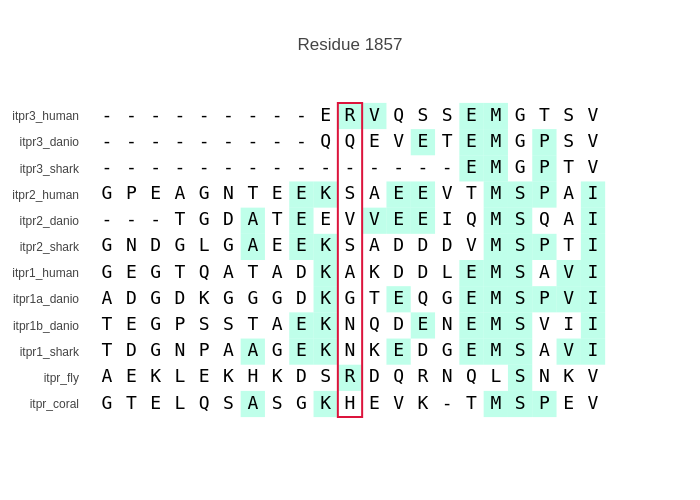 Residue 1857
itpr3_human - - - - - - - - - E R V Q S S E M G T S V
itpr3_danio - - - - - - - - - Q Q E V E T E M G P S V
itpr3_shark - - - - - - - - - - - - - - - E M G P T V
itpr2_human G P E A G N T E E K S A E E V T M S P A I
itpr2_danio - - - T G D A T E E V V E E I Q M S Q A I
itpr2_shark G N D G L G A E E K S A D D D V M S P T I
itpr1_human G E G T Q A T A D K A K D D L E M S A V I
itpr1a_danio A D G D K G G G D K G T E Q G E M S P V I
itpr1b_danio T E G P S S T A E K N Q D E N E M S V I I
itpr1_shark T D G N P A A G E K N K E D G E M S A V I
itpr_fly A E K L E K H K D S R D Q R N Q L S N K V
itpr_coral G T E L Q S A S G K H E V K - T M S P E V